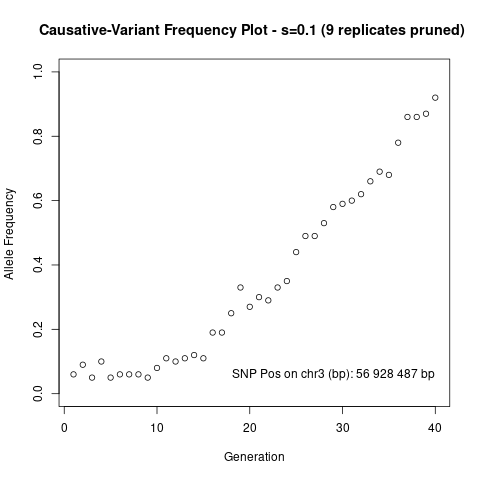 Causative-Variant Frequency Plot - s=0.1 (9 replicates pruned)
1.0
0.8
0.6
0.4
0.2
0.0
Allele Frequency
SNP Pos on chr3 (bp): 56 928 487 bp
0 10 20 30 40
Generation